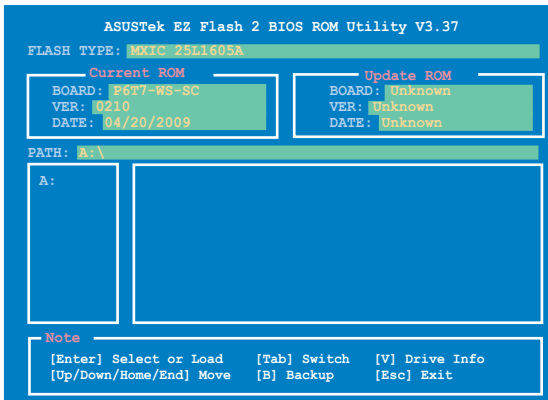 ASUSTek EZ Flash 2 BIOS ROM Utility V3.37
FLASH TYPE: MXIC 25L1605A
Current ROM
BOARD: P6T7-WS-SC
VER: 0210
DATE: 04/20/2009
Update ROM
BOARD: Unknown
VER: Unknown
DATE: Unknown
PATH: A:\
A:
Note
[Enter] Select or Load [Tab] Switch [V] Drive Info
[Up/Down/Home/End] Move [B] Backup [Esc] Exit